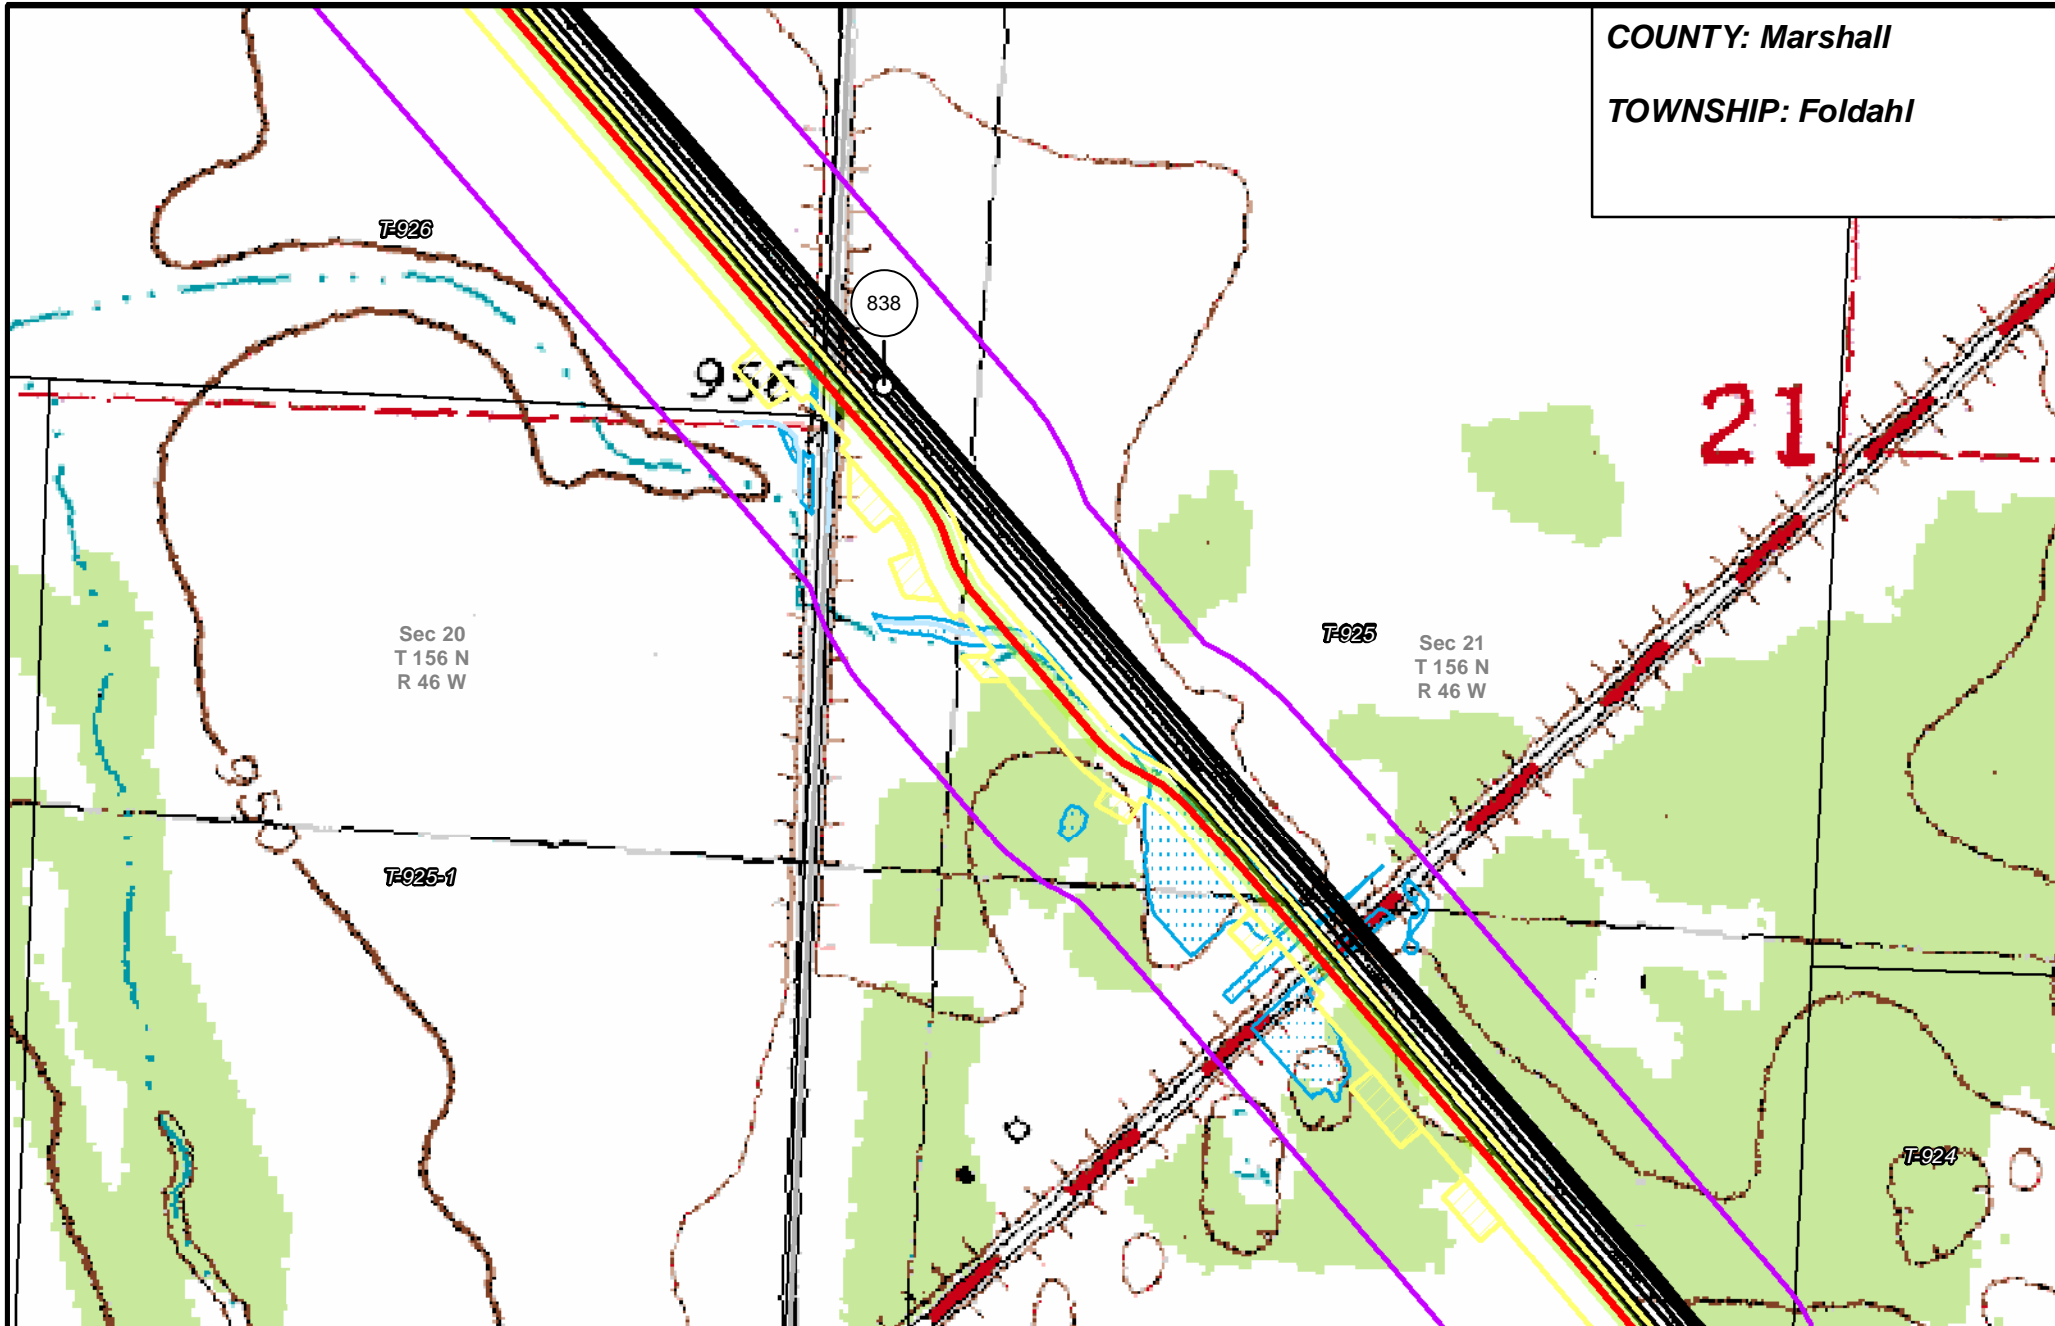 COUNTY: Marshall
TOWNSHIP: Foldahl
T-926
838
956
21
Sec 20
T 156 N
R 46 W
T-925
Sec 21
T 156 N
R 46 W
950
T-925-1
T-924